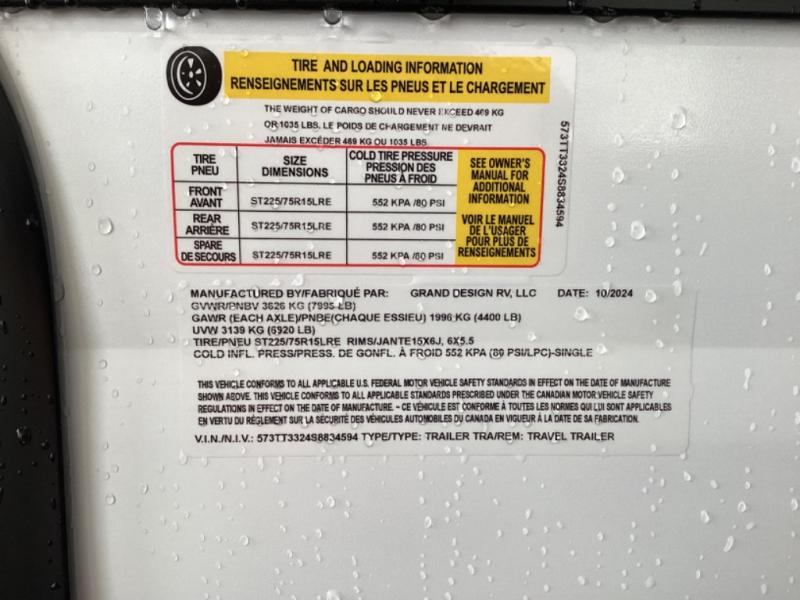 TIRE AND LOADING INFORMATION
RENSEIGNEMENTS SUR LES PNEUS ET LE CHARGEMENT
THE WEIGHT OF CARGO SHOULD NEVER EXCEED 469 KG
OR 1035 LBS. LE POIDS DE CHARGEMENT NE DEVRAIT
JAMAIS EXCÉDER 469 KG OU 1035 LBS.
TIRE
PNEU
SIZE
DIMENSIONS
COLD TIRE PRESSURE
PRESSION DES
PNEUS À FROID
FRONT
AVANT
ST225/75R15LRE
552 KPA /80 PSI
REAR
ARRIÈRE
ST225/75R15LRE
552 KPA /80 PSI
SPARE
DE SECOURS
ST225/75R15LRE
552 KPA /80 PSI
SEE OWNER'S
MANUAL FOR
ADDITIONAL
INFORMATION
VOIR LE MANUEL
DE L'USAGER
POUR PLUS DE
RENSEIGNEMENTS
573TT3324S8834594
MANUFACTURED BY/FABRIQUÉ PAR: GRAND DESIGN RV, LLC DATE: 10/2024
GVWR/PNBV 3626 KG (7995 LB)
GAWR (EACH AXLE)/PNBE(CHAQUE ESSIEU) 1996 KG (4400 LB)
UVW 3139 KG (6920 LB)
TIRE/PNEU ST225/75R15LRE RIMS/JANTE15X6J, 6X5.5
COLD INFL. PRESS/PRESS. DE GONFL. À FROID 552 KPA (80 PSI/LPC)-SINGLE
THIS VEHICLE CONFORMS TO ALL APPLICABLE U.S. FEDERAL MOTOR VEHICLE SAFETY STANDARDS IN EFFECT ON THE DATE OF MANUFACTURE
SHOWN ABOVE. THIS VEHICLE CONFORMS TO ALL APPLICABLE STANDARDS PRESCRIBED UNDER THE CANADIAN MOTOR VEHICLE SAFETY
REGULATIONS IN EFFECT ON THE DATE OF MANUFACTURE. - CE VÉHICULE EST CONFORME À TOUTES LES NORMES QUI LUI SONT APPLICABLES
EN VERTU DU RÈGLEMENT SUR LA SÉCURITÉ DES VÉHICULES AUTOMOBILES DU CANADA EN VIGUEUR À LA DATE DE SA FABRICATION.
V.I.N./N.I.V.: 573TT3324S8834594 TYPE/TYPE: TRAILER TRA/REM: TRAVEL TRAILER